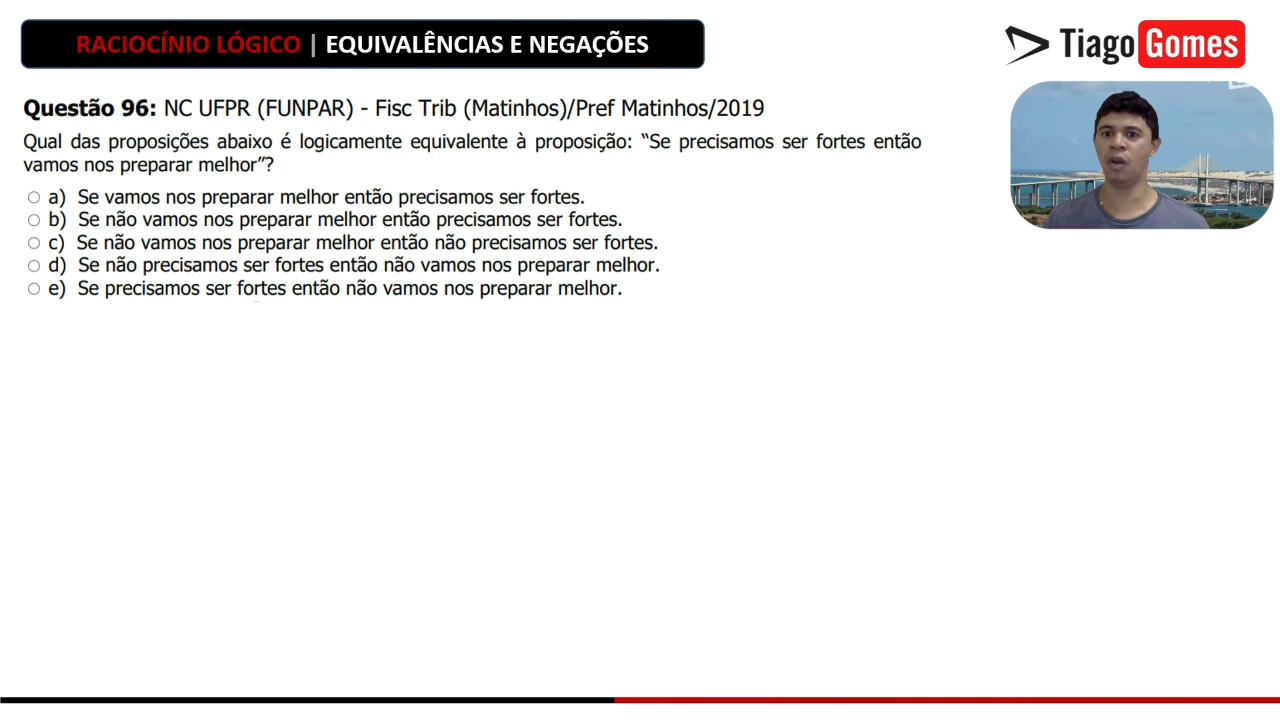 RACIOCÍNIO LÓGICO | EQUIVALÊNCIAS E NEGAÇÕES
Tiago Gomes
Questão 96: NC UFPR (FUNPAR) - Fisc Trib (Matinhos)/Pref Matinhos/2019
Qual das proposições abaixo é logicamente equivalente à proposição: “Se precisamos ser fortes então
vamos nos preparar melhor”?
a) Se vamos nos preparar melhor então precisamos ser fortes.
b) Se não vamos nos preparar melhor então precisamos ser fortes.
c) Se não vamos nos preparar melhor então não precisamos ser fortes.
d) Se não precisamos ser fortes então não vamos nos preparar melhor.
e) Se precisamos ser fortes então não vamos nos preparar melhor.